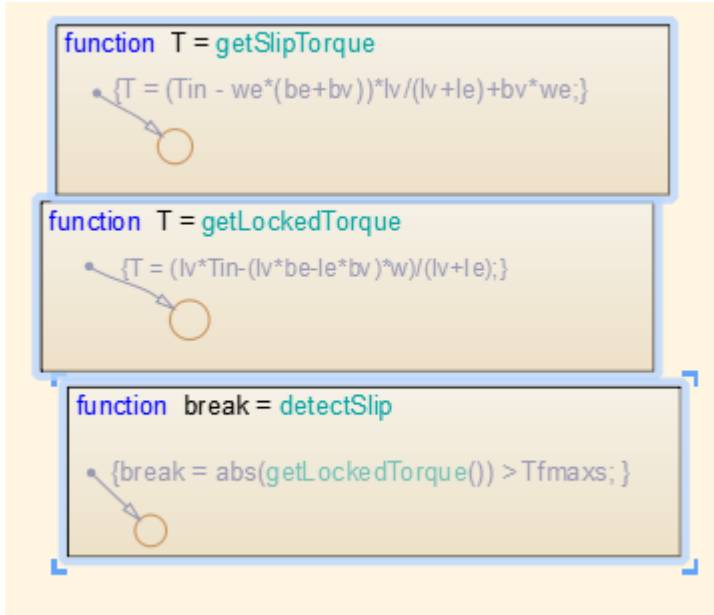 function T = getSlipTorque
{T = (Tin - we*(be+bv))*Iv/(Iv+Ie)+bv*we;}
function T = getLockedTorque
{T = (Iv*Tin-(Iv*be-Ie*bv)*w)/(Iv+Ie);}
function break = detectSlip
{break = abs(getLockedTorque()) > Tfmaxs; }